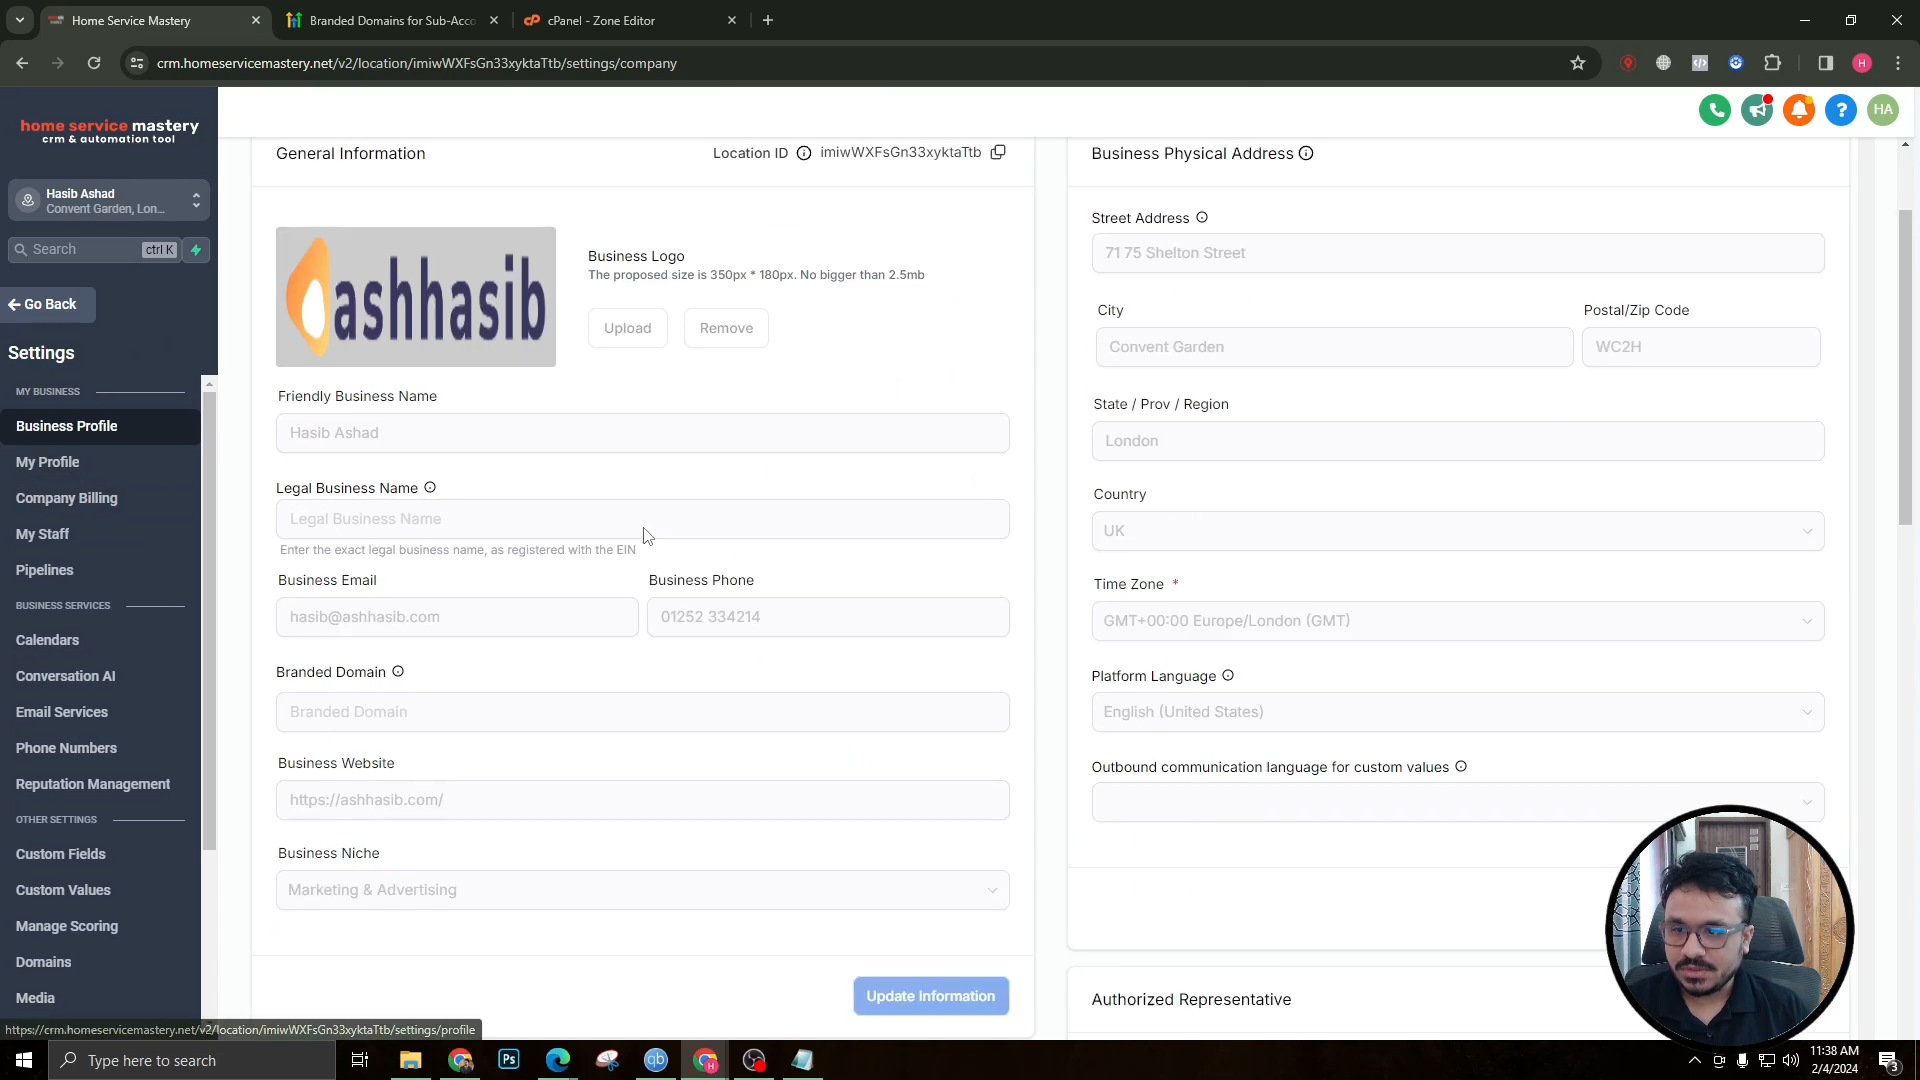 Home Service Mastery
Branded Domains for Sub-Acco
cPanel - Zone Editor
crm.homeservicemastery.net/v2/location/imiwWXFsGn33xyktaTtb/settings/company
H
home service mastery
crm & automation tool
HA
Hasib Ashad
Convent Garden, Lon...
Search
ctrl K
Go Back
Settings
MY BUSINESS
Business Profile
My Profile
Company Billing
My Staff
Pipelines
BUSINESS SERVICES
Calendars
Conversation AI
Email Services
Phone Numbers
Reputation Management
OTHER SETTINGS
Custom Fields
Custom Values
Manage Scoring
Domains
Media
General Information
Location ID imiwWXFsGn33xyktaTtb
ashhasib
Business Logo
The proposed size is 350px * 180px. No bigger than 2.5mb
Upload
Remove
Friendly Business Name
Hasib Ashad
Legal Business Name
Legal Business Name
Enter the exact legal business name, as registered with the EIN
Business Email
Business Phone
hasib@ashhasib.com
01252 334214
Branded Domain
Branded Domain
Business Website
https://ashhasib.com/
Business Niche
Marketing & Advertising
Update Information
Business Physical Address
Street Address
71 75 Shelton Street
City
Postal/Zip Code
Convent Garden
WC2H
State / Prov / Region
London
Country
UK
Time Zone *
GMT+00:00 Europe/London (GMT)
Platform Language
English (United States)
Outbound communication language for custom values
Authorized Representative
https://crm.homeservicemastery.net/v2/location/imiwWXFsGn33xyktaTtb/settings/profile
Type here to search
Ps
qb
H
11:38 AM
2/4/2024
3